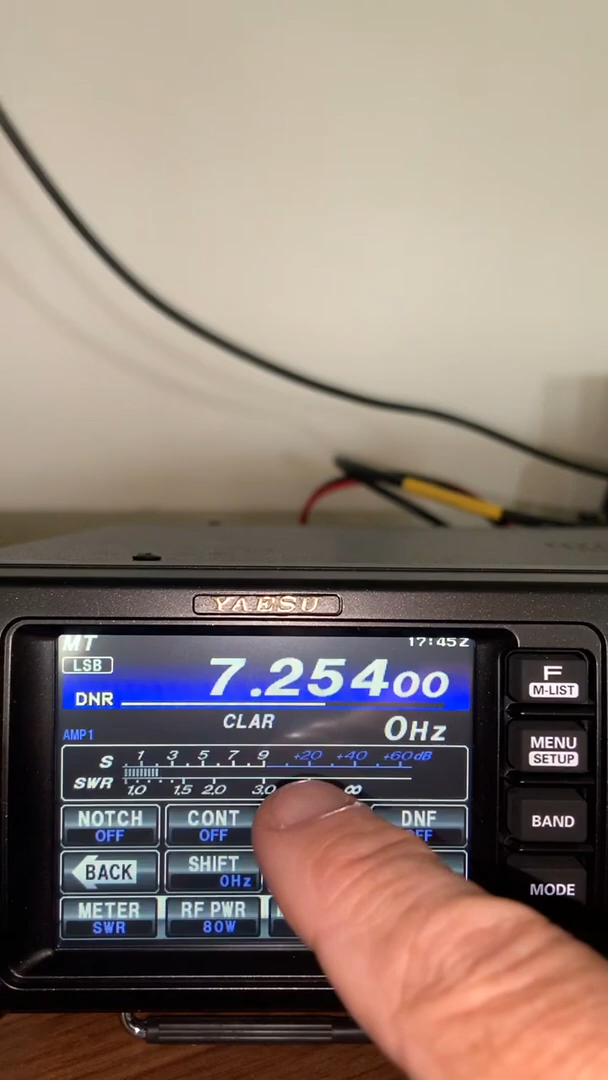 YAESU
MT 17:45Z
LSB 7.25400
DNR
CLAR 0Hz
AMP1
S 1 3 5 7 9 +20 +40 +60dB
SWR 1.0 1.5 2.0 3.0 ∞
NOTCH CONT DNF
OFF OFF
BACK SHIFT
0Hz
METER RF PWR
SWR 80W
F
M-LIST
MENU
SETUP
BAND
MODE